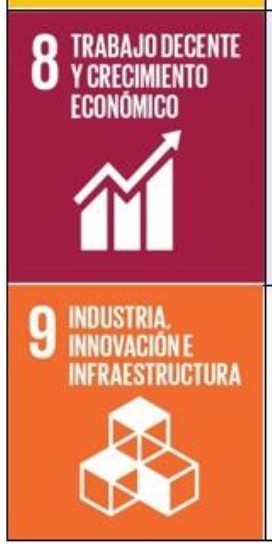 8 TRABAJO DECENTE
Y CRECIMIENTO
ECONÓMICO
9 INDUSTRIA,
INNOVACIÓN E
INFRAESTRUCTURA